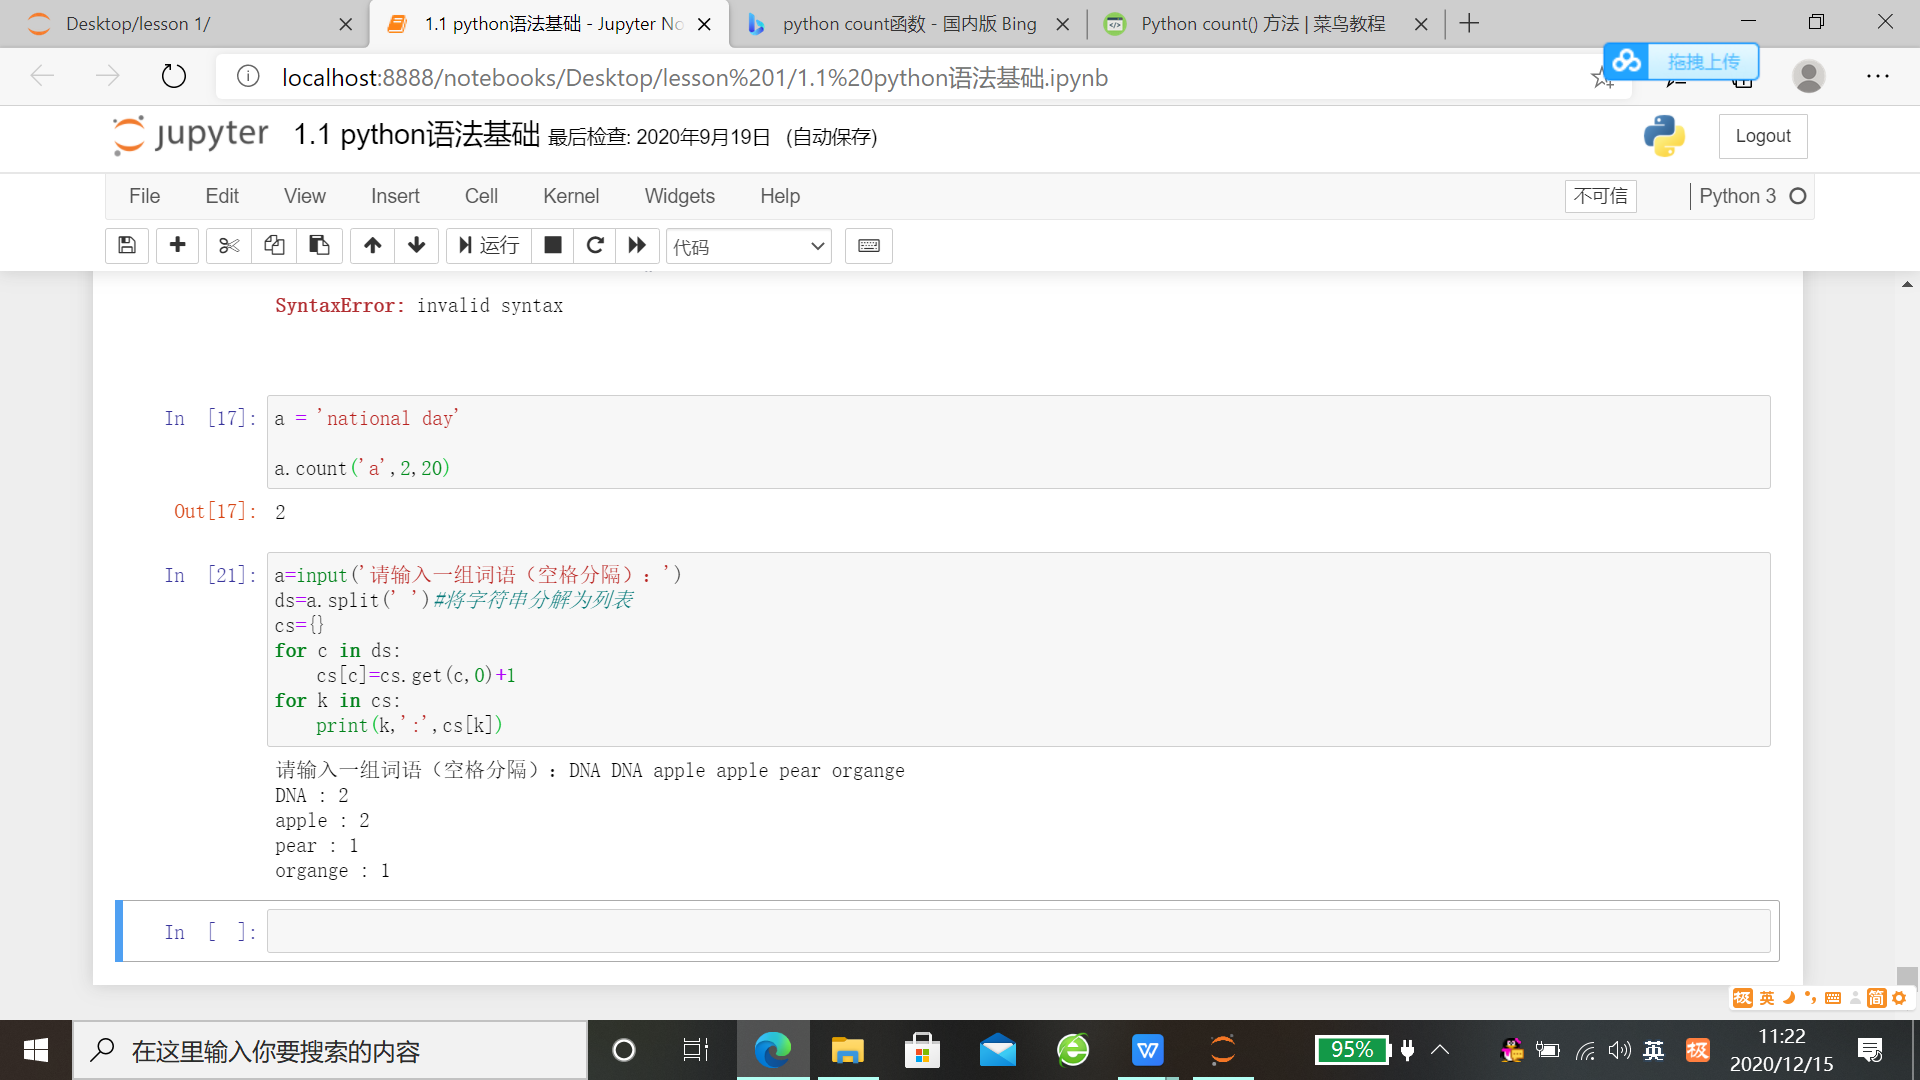 Desktop/lesson 1/
1.1 python语法基础 - Jupyter No
python count函数 - 国内版 Bing
Python count() 方法 | 菜鸟教程
localhost:8888/notebooks/Desktop/lesson%201/1.1%20python语法基础.ipynb
拖拽上传
jupyter 1.1 python语法基础 最后检查: 2020年9月19日 (自动保存)
Logout
File Edit View Insert Cell Kernel Widgets Help
不可信
Python 3
运行
代码
SyntaxError: invalid syntax
In [17]: a = 'national day'
a.count('a',2,20)
Out[17]: 2
In [21]: a=input('请输入一组词语（空格分隔）：')
ds=a.split(' ')#将字符串分解为列表
cs={}
for c in ds:
    cs[c]=cs.get(c,0)+1
for k in cs:
    print(k,':',cs[k])
请输入一组词语（空格分隔）：DNA DNA apple apple pear organge
DNA : 2
apple : 2
pear : 1
organge : 1
In [ ]:
极 英 简
在这里输入你要搜索的内容
95%
英
极
11:22
2020/12/15